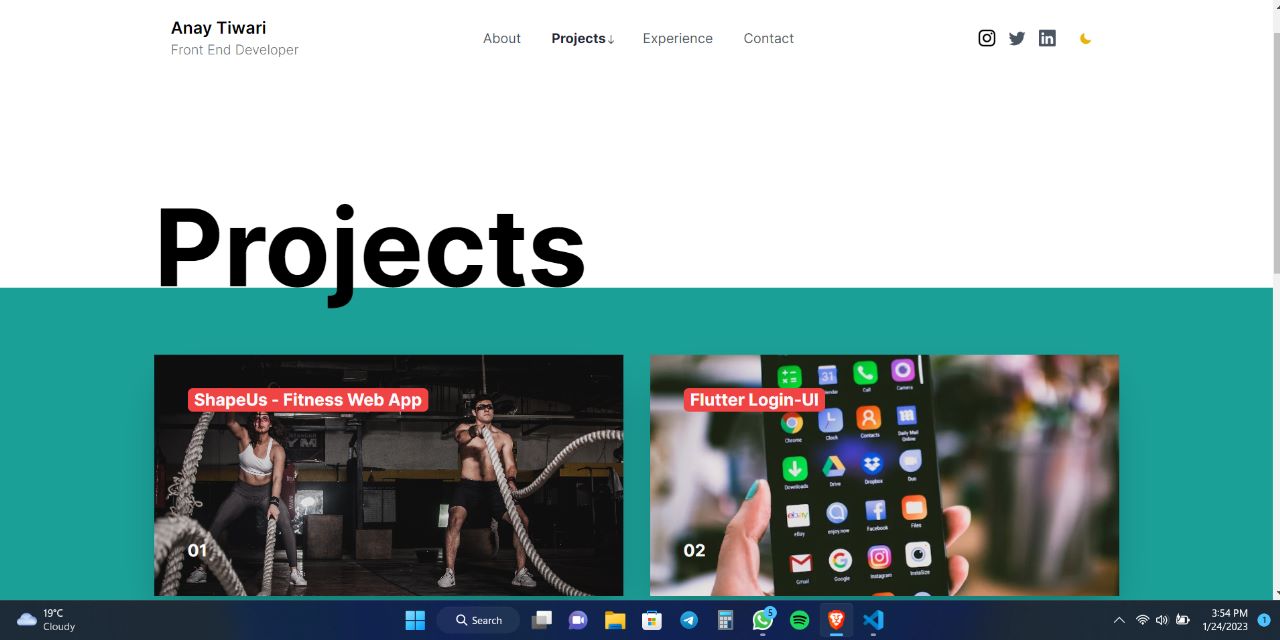 Anay Tiwari
Front End Developer
About
Projects↓
Experience
Contact
Projects
ShapeUs - Fitness Web App
01
Flutter Login-UI
31
Calendar
Call
Camera
Chrome
Clock
Contacts
Daily Mail Online
Downloads
Drive
Dropbox
Duo
ebay
eBay
enjoy.now
Facebook
Files
Gmail
Google
Instagram
InstaSize
02
19°C
Cloudy
Search
5
3:54 PM
1/24/2023
1